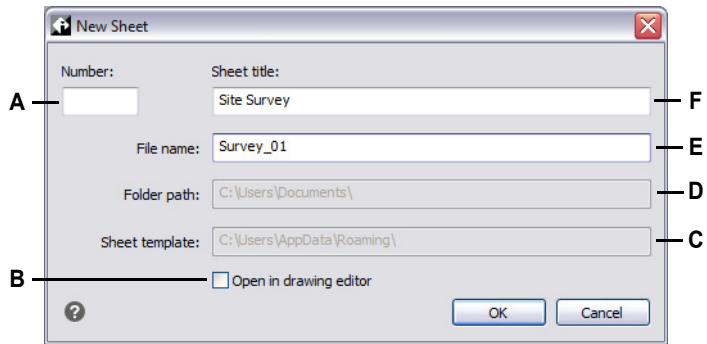 New Sheet
Number: Sheet title:
A Site Survey F
File name: Survey_01 E
Folder path: C:\Users\Documents\ D
Sheet template: C:\Users\AppData\Roaming\ C
B Open in drawing editor
? OK Cancel